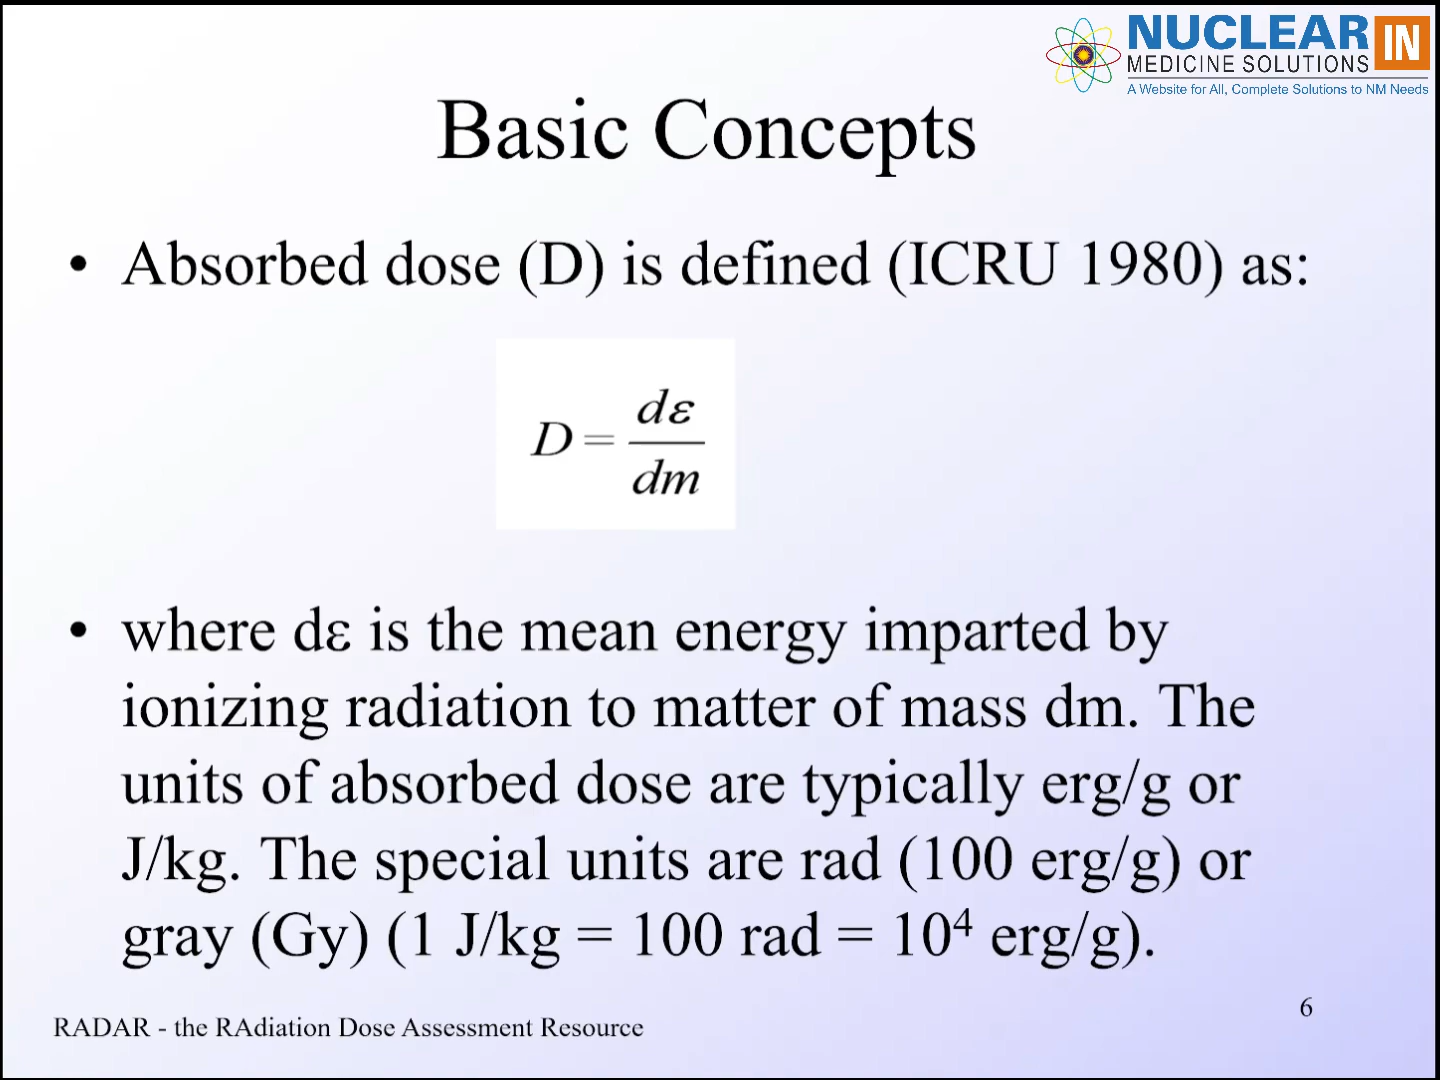 NUCLEAR IN
MEDICINE SOLUTIONS
A Website for All, Complete Solutions to NM Needs
Basic Concepts
• Absorbed dose (D) is defined (ICRU 1980) as:
D = dε/dm
• where dε is the mean energy imparted by
ionizing radiation to matter of mass dm. The
units of absorbed dose are typically erg/g or
J/kg. The special units are rad (100 erg/g) or
gray (Gy) (1 J/kg = 100 rad = 10⁴ erg/g).
6
RADAR - the RAdiation Dose Assessment Resource